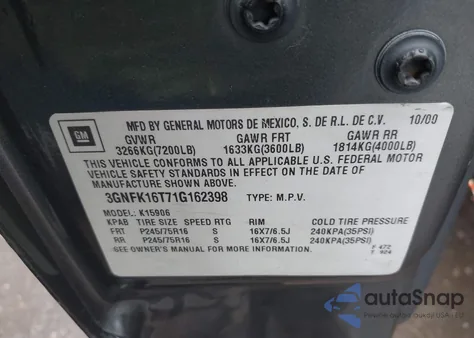 MFD BY GENERAL MOTORS DE MEXICO, S. DE R.L. DE C.V. 10/00
GM
GVWR GAWR FRT GAWR RR
3266KG(7200LB) 1633KG(3600LB) 1814KG(4000LB)
THIS VEHICLE CONFORMS TO ALL APPLICABLE U.S. FEDERAL MOTOR
VEHICLE SAFETY STANDARDS IN EFFECT ON THE DATE OF
MANUFACTURE SHOWN ABOVE.
3GNFK16T71G162398 TYPE: M.P.V.
MODEL: K15906
KPAB TIRE SIZE SPEED RTG RIM COLD TIRE PRESSURE
FRT P245/75R16 S 16X7/6.5J 240KPA(35PSI)
RR P245/75R16 S 16X7/6.5J 240KPA(35PSI)
SEE OWNER'S MANUAL FOR MORE INFORMATION.
F 472
T 824
autoSnap